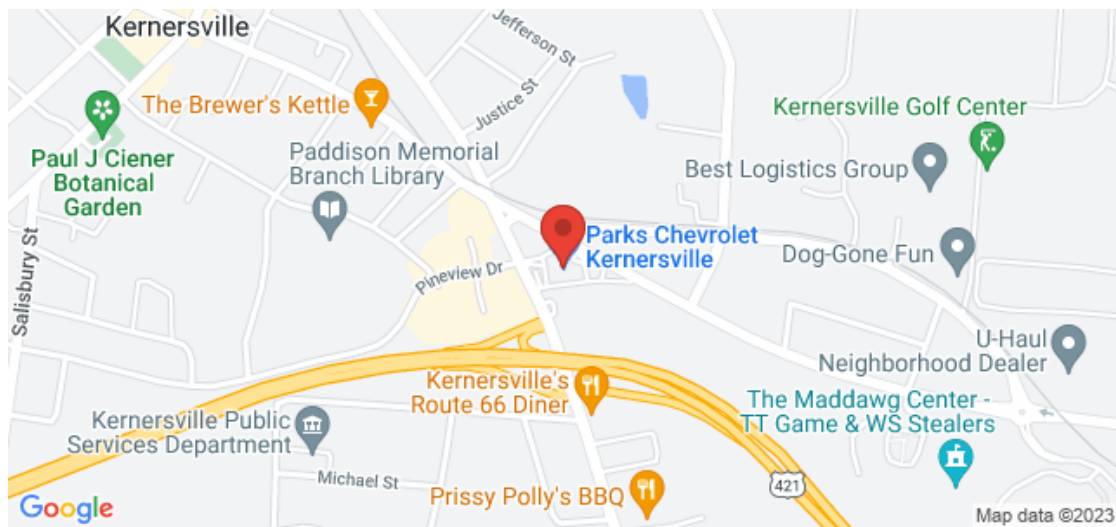 Kernersville
Jefferson St
Justice St
The Brewer's Kettle
Kernersville Golf Center
Paul J Ciener
Botanical
Garden
Paddison Memorial
Branch Library
Best Logistics Group
Parks Chevrolet
Kernersville
Dog-Gone Fun
Pineview Dr
Salisbury St
U-Haul
Neighborhood Dealer
Kernersville's
Route 66 Diner
The Maddawg Center -
TT Game & WS Stealers
Kernersville Public
Services Department
Michael St
421
Prissy Polly's BBQ
Google
Map data ©2023